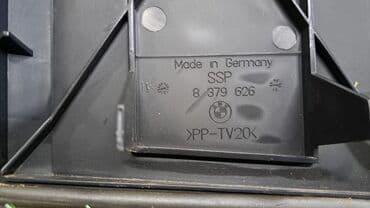 Made in Germany
SSP
8 379 626
>PP-TV20<